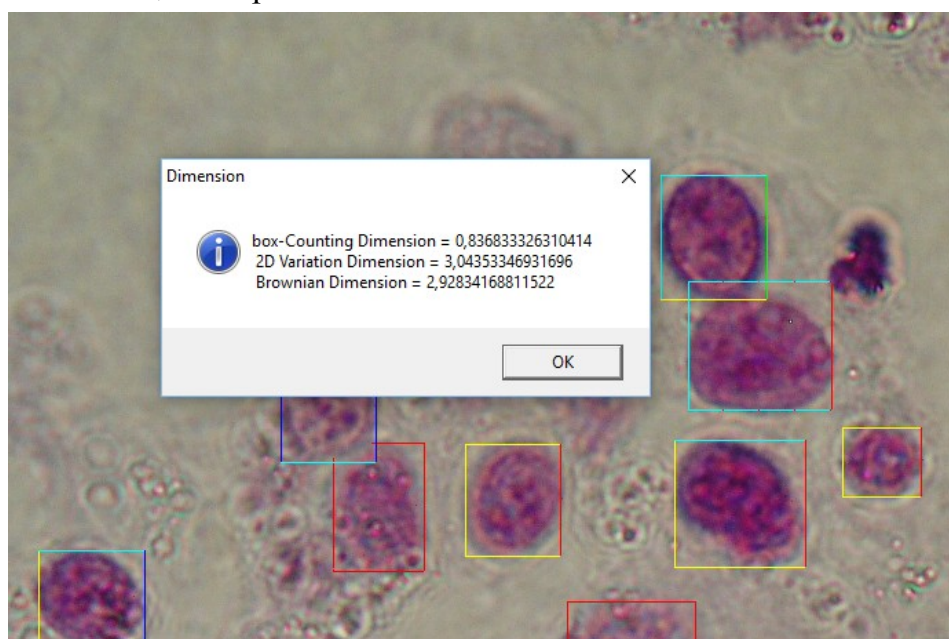 Dimension
box-Counting Dimension = 0,836833326310414
2D Variation Dimension = 3,04353346931696
Brownian Dimension = 2,92834168811522
OK